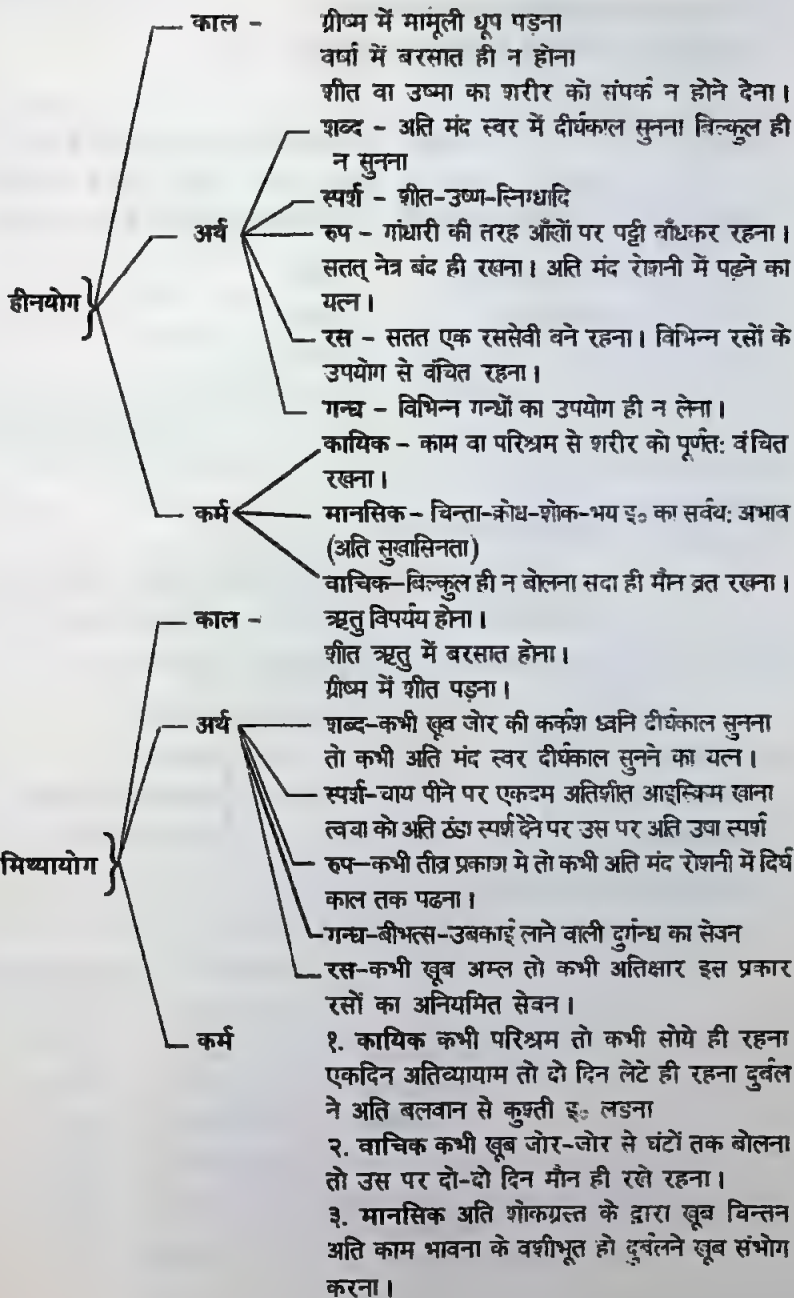 काल - ग्रीष्म में मामूली धूप पड़ना
वर्षा में बरसात ही न होना
शीत वा उष्मा का शरीर को संपर्क न होने देना।
शब्द - अति मंद स्वर में दीर्घकाल सुनना बिल्कुल ही
न सुनना
स्पर्श - शीत-उष्ण-स्निग्धादि
अर्थ
रुप - गांधारी की तरह आँखों पर पट्टी बाँधकर रहना।
सतत् नेत्र बंद ही रखना। अति मंद रोशनी में पढ़ने का
यत्न।
हीनयोग
रस - सतत एक रससेवी बने रहना। विभिन्न रसों के
उपयोग से वंचित रहना।
गन्ध - विभिन्न गन्धों का उपयोग ही न लेना।
कायिक - काम वा परिश्रम से शरीर को पूर्णत: वंचित
रखना।
कर्म
मानसिक - चिन्ता-क्रोध-शोक-भय इ० का सर्वथ: अभाव
(अति सुखासिनता)
वाचिक-बिल्कुल ही न बोलना सदा ही मौन व्रत रखना।
काल - ऋतु विपर्यय होना।
शीत ऋतु में बरसात होना।
ग्रीष्म में शीत पड़ना।
अर्थ
शब्द-कभी खूब जोर की कर्कश ध्वनि दीर्घकाल सुनना
तो कभी अति मंद स्वर दीर्घकाल सुनने का यत्न।
स्पर्श-चाय पीने पर एकदम अतिशीत आइस्क्रिम खाना
त्वचा को अति ठंडा स्पर्श देने पर उस पर अति उष्ण स्पर्श
मिथ्यायोग
रुप-कभी तीव्र प्रकाश मे तो कभी अति मंद रोशनी में दिर्घ
काल तक पढना।
गन्ध-बीभत्स-उबकाई लाने वाली दुर्गन्ध का सेवन
रस-कभी खूब अम्ल तो कभी अतिक्षार इस प्रकार
रसों का अनियमित सेवन।
कर्म
१. कायिक कभी परिश्रम तो कभी सोये ही रहना
एकदिन अतिव्यायाम तो दो दिन लेटे ही रहना दुर्बल
ने अति बलवान से कुश्ती इ० लडना
२. वाचिक कभी खूब जोर-जोर से घंटों तक बोलना
तो उस पर दो-दो दिन मौन ही रखे रहना।
३. मानसिक अति शोकग्रस्त के द्वारा खूब चिन्तन
अति काम भावना के वशीभूत हो दुर्बलने खूब संभोग
करना।